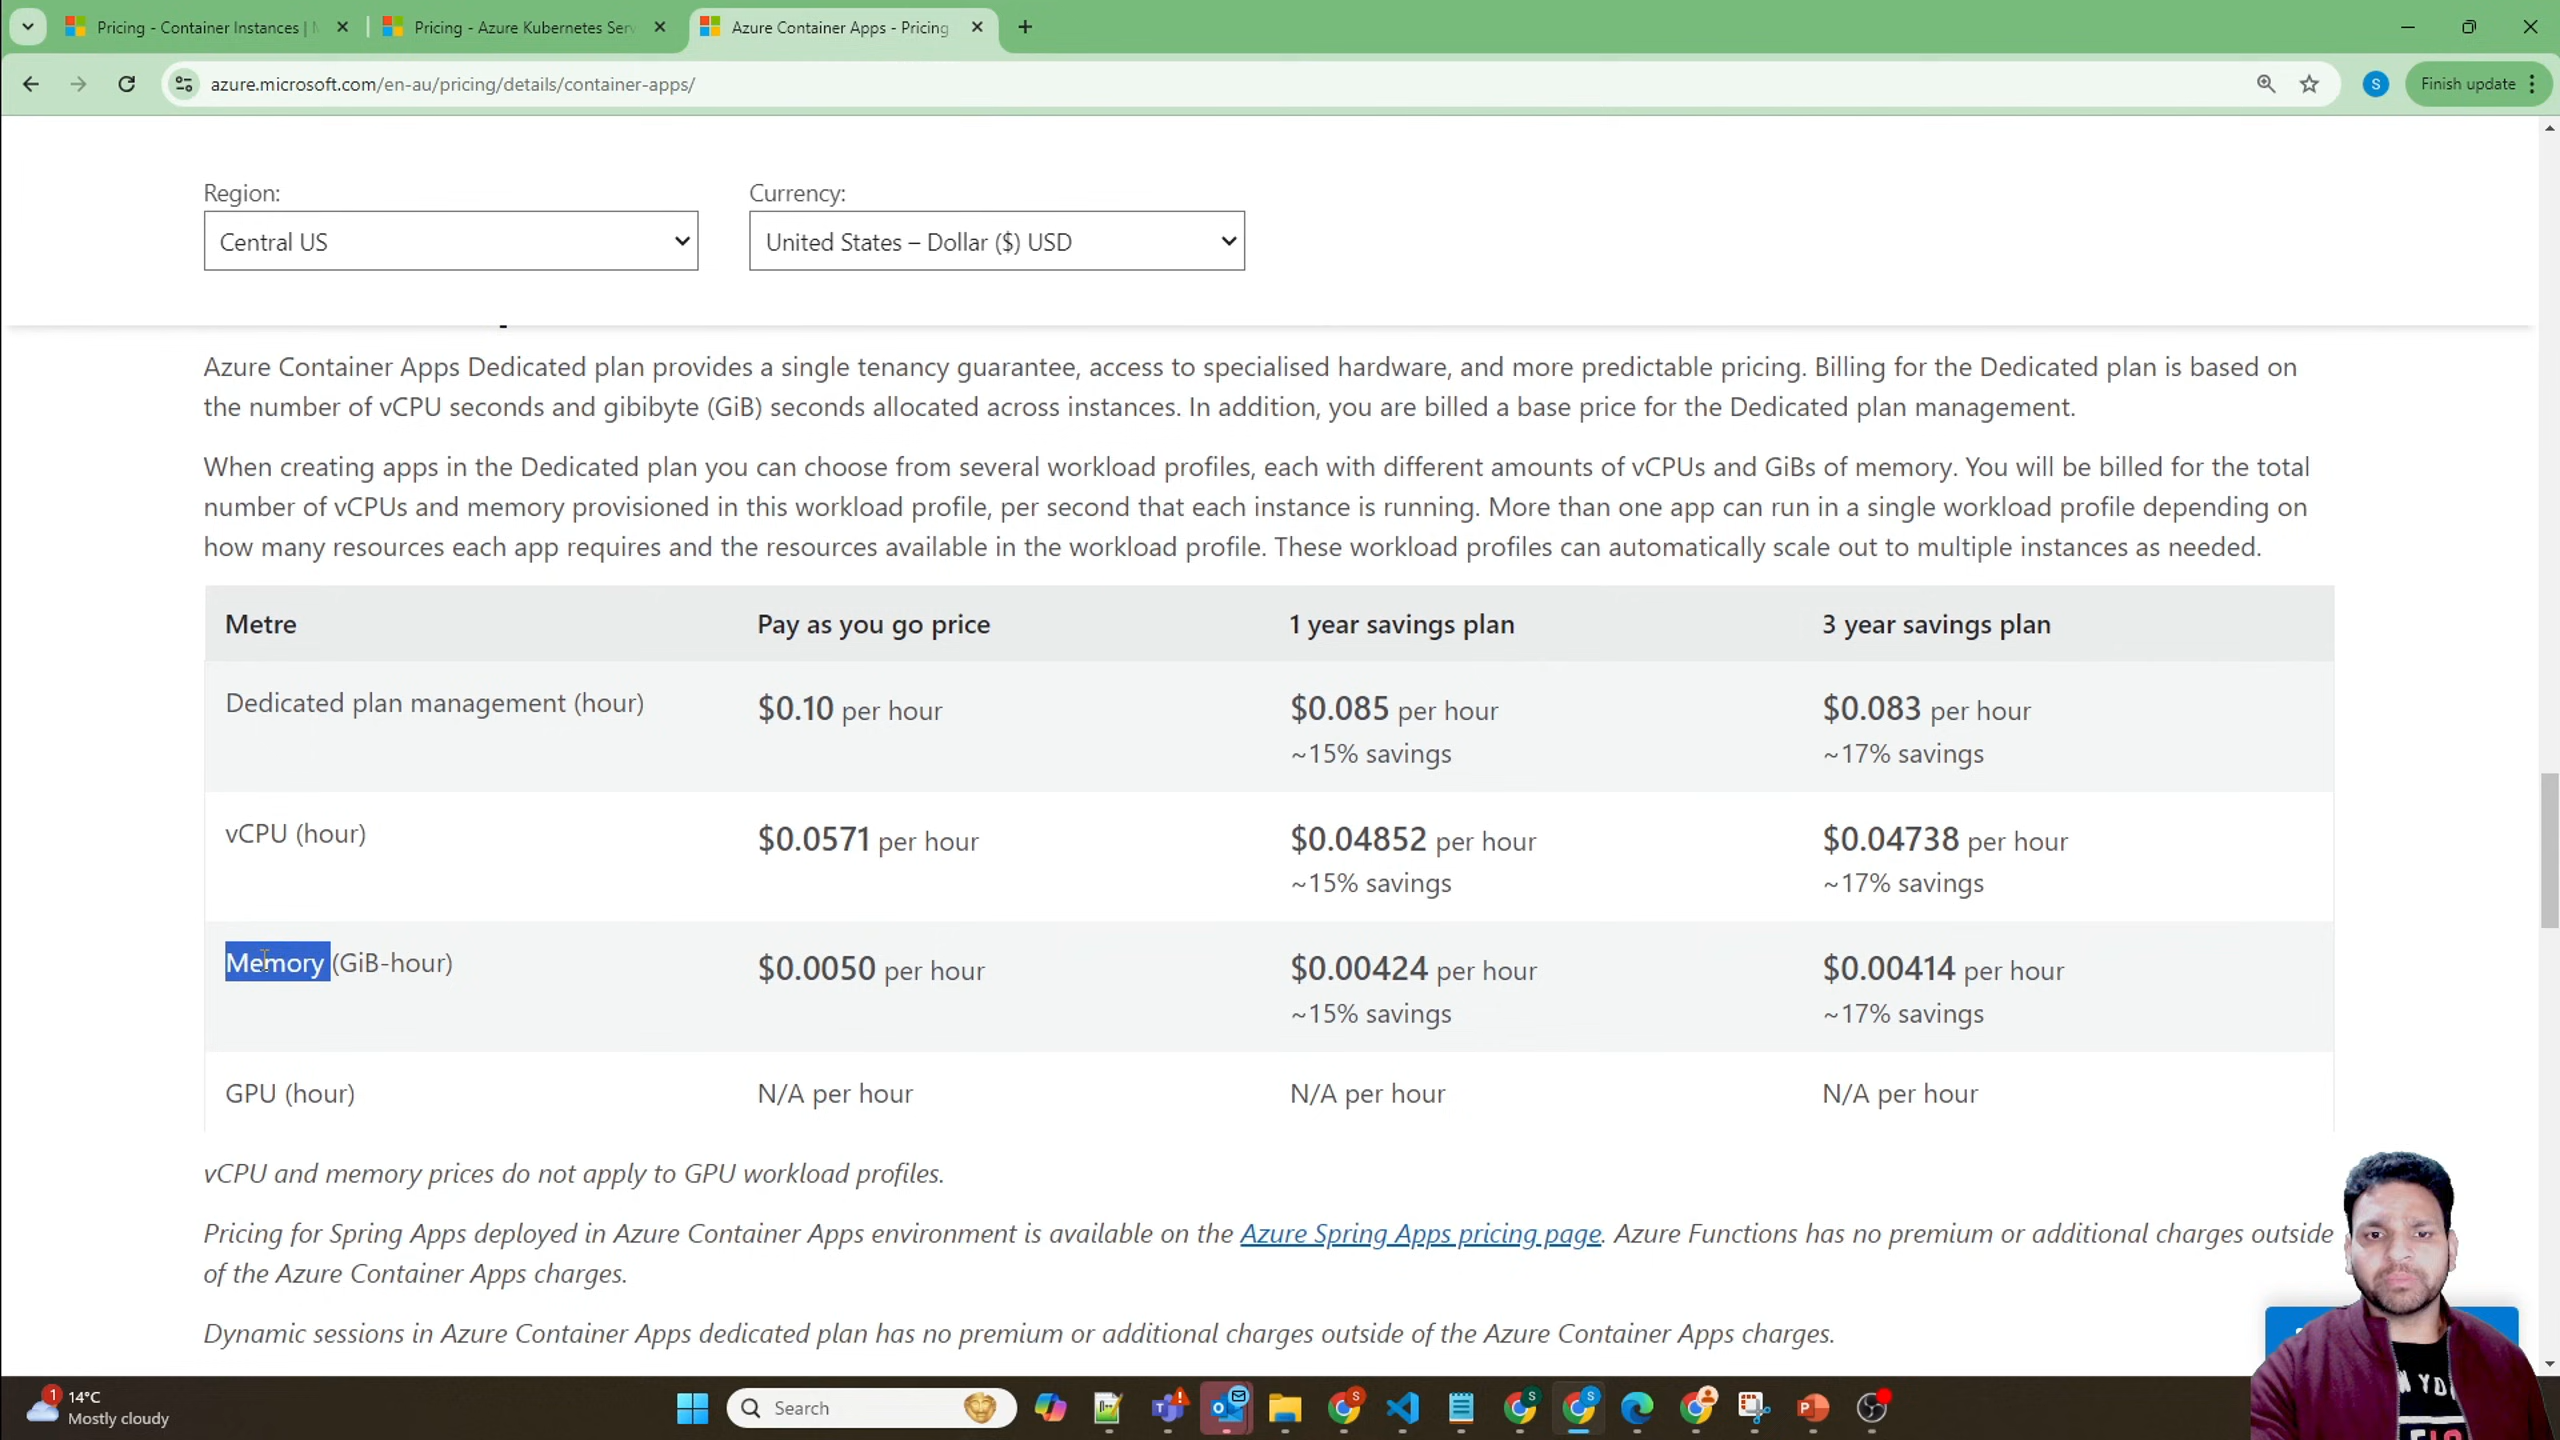 Pricing - Container Instances |
Pricing - Azure Kubernetes Serv
Azure Container Apps - Pricing
azure.microsoft.com/en-au/pricing/details/container-apps/
S
Finish update
Region:
Currency:
Central US
United States – Dollar ($) USD
Azure Container Apps Dedicated plan provides a single tenancy guarantee, access to specialised hardware, and more predictable pricing. Billing for the Dedicated plan is based on
the number of vCPU seconds and gibibyte (GiB) seconds allocated across instances. In addition, you are billed a base price for the Dedicated plan management.
When creating apps in the Dedicated plan you can choose from several workload profiles, each with different amounts of vCPUs and GiBs of memory. You will be billed for the total
number of vCPUs and memory provisioned in this workload profile, per second that each instance is running. More than one app can run in a single workload profile depending on
how many resources each app requires and the resources available in the workload profile. These workload profiles can automatically scale out to multiple instances as needed.
Metre
Pay as you go price
1 year savings plan
3 year savings plan
Dedicated plan management (hour)
$0.10 per hour
$0.085 per hour
~15% savings
$0.083 per hour
~17% savings
vCPU (hour)
$0.0571 per hour
$0.04852 per hour
~15% savings
$0.04738 per hour
~17% savings
Memory (GiB-hour)
$0.0050 per hour
$0.00424 per hour
~15% savings
$0.00414 per hour
~17% savings
GPU (hour)
N/A per hour
N/A per hour
N/A per hour
vCPU and memory prices do not apply to GPU workload profiles.
Pricing for Spring Apps deployed in Azure Container Apps environment is available on the Azure Spring Apps pricing page. Azure Functions has no premium or additional charges outside
of the Azure Container Apps charges.
Dynamic sessions in Azure Container Apps dedicated plan has no premium or additional charges outside of the Azure Container Apps charges.
1
14°C
Mostly cloudy
Search